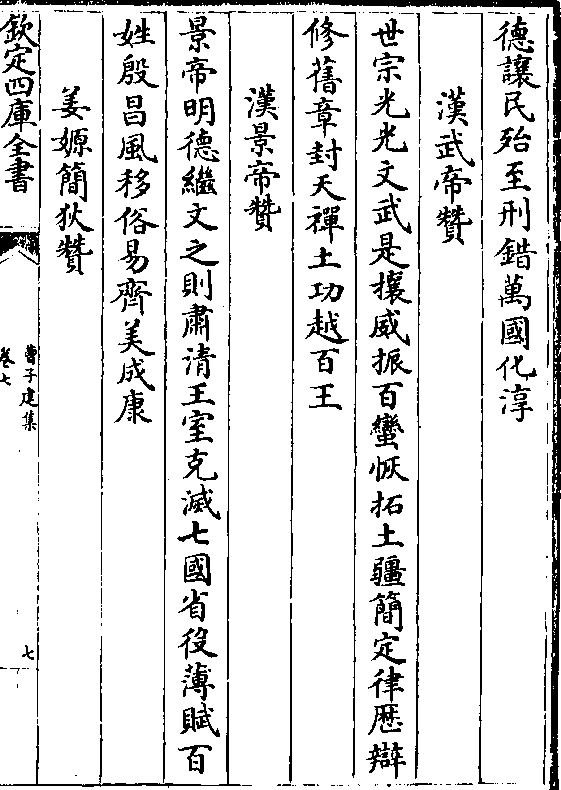 德讓民殆至刑錯萬國化淳
漢武帝贊
世宗光光文武是攘威振百蠻恢拓土疆簡定律厯辯
修舊章封天禪土功越百王
漢景帝贊
景帝明德繼文之則肅清王室克滅七國省役薄賦百
姓殷昌風移俗易齊美成康
姜嫄簡狄贊
欽定四庫全書
曹子建集
卷七
七